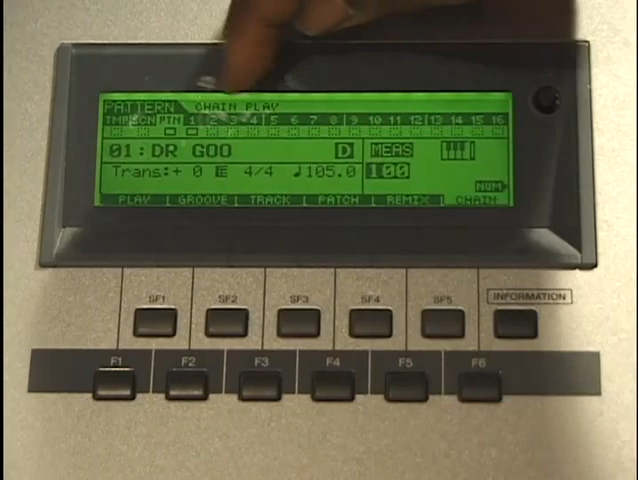 PATTERN CHAIN PLAY
TMP SCN PTN 1 2 3 4 5 6 7 8 9 10 11 12 13 14 15 16
01:DR GOO D MEAS
Trans:+ 0 E 4/4 ♩105.0 100
NUM
PLAY GROOVE TRACK PATCH REMIX CHAIN
SF1 SF2 SF3 SF4 SF5 INFORMATION
F1 F2 F3 F4 F5 F6